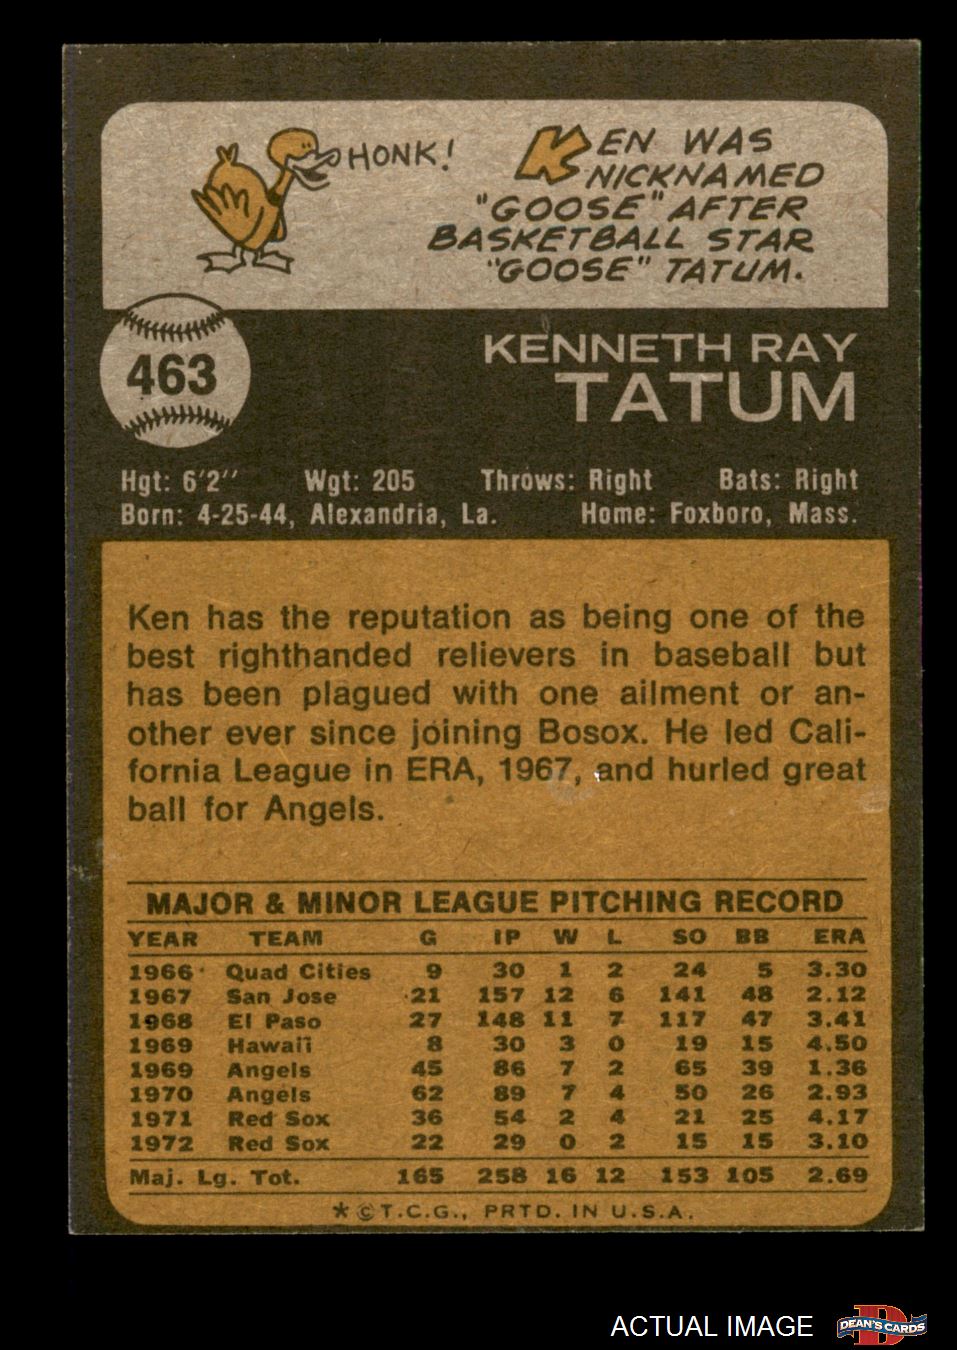 HONK!
KEN WAS
NICKNAMED
"GOOSE" AFTER
BASKETBALL STAR
"GOOSE" TATUM.
463
KENNETH RAY
TATUM
Hgt: 6'2'' Wgt: 205 Throws: Right Bats: Right
Born: 4-25-44, Alexandria, La. Home: Foxboro, Mass.
Ken has the reputation as being one of the
best righthanded relievers in baseball but
has been plagued with one ailment or an-
other ever since joining Bosox. He led Cali-
fornia League in ERA, 1967, and hurled great
ball for Angels.
MAJOR & MINOR LEAGUE PITCHING RECORD
YEAR TEAM G IP W L SO BB ERA
1966 Quad Cities 9 30 1 2 24 5 3.30
1967 San Jose 21 157 12 6 141 48 2.12
1968 El Paso 27 148 11 7 117 47 3.41
1969 Hawaii 8 30 3 0 19 15 4.50
1969 Angels 45 86 7 2 65 39 1.36
1970 Angels 62 89 7 4 50 26 2.93
1971 Red Sox 36 54 2 4 21 25 4.17
1972 Red Sox 22 29 0 2 15 15 3.10
Maj. Lg. Tot. 165 258 16 12 153 105 2.69
*©T.C.G., PRTD. IN U.S.A.
ACTUAL IMAGE
D
DEAN'S CARDS